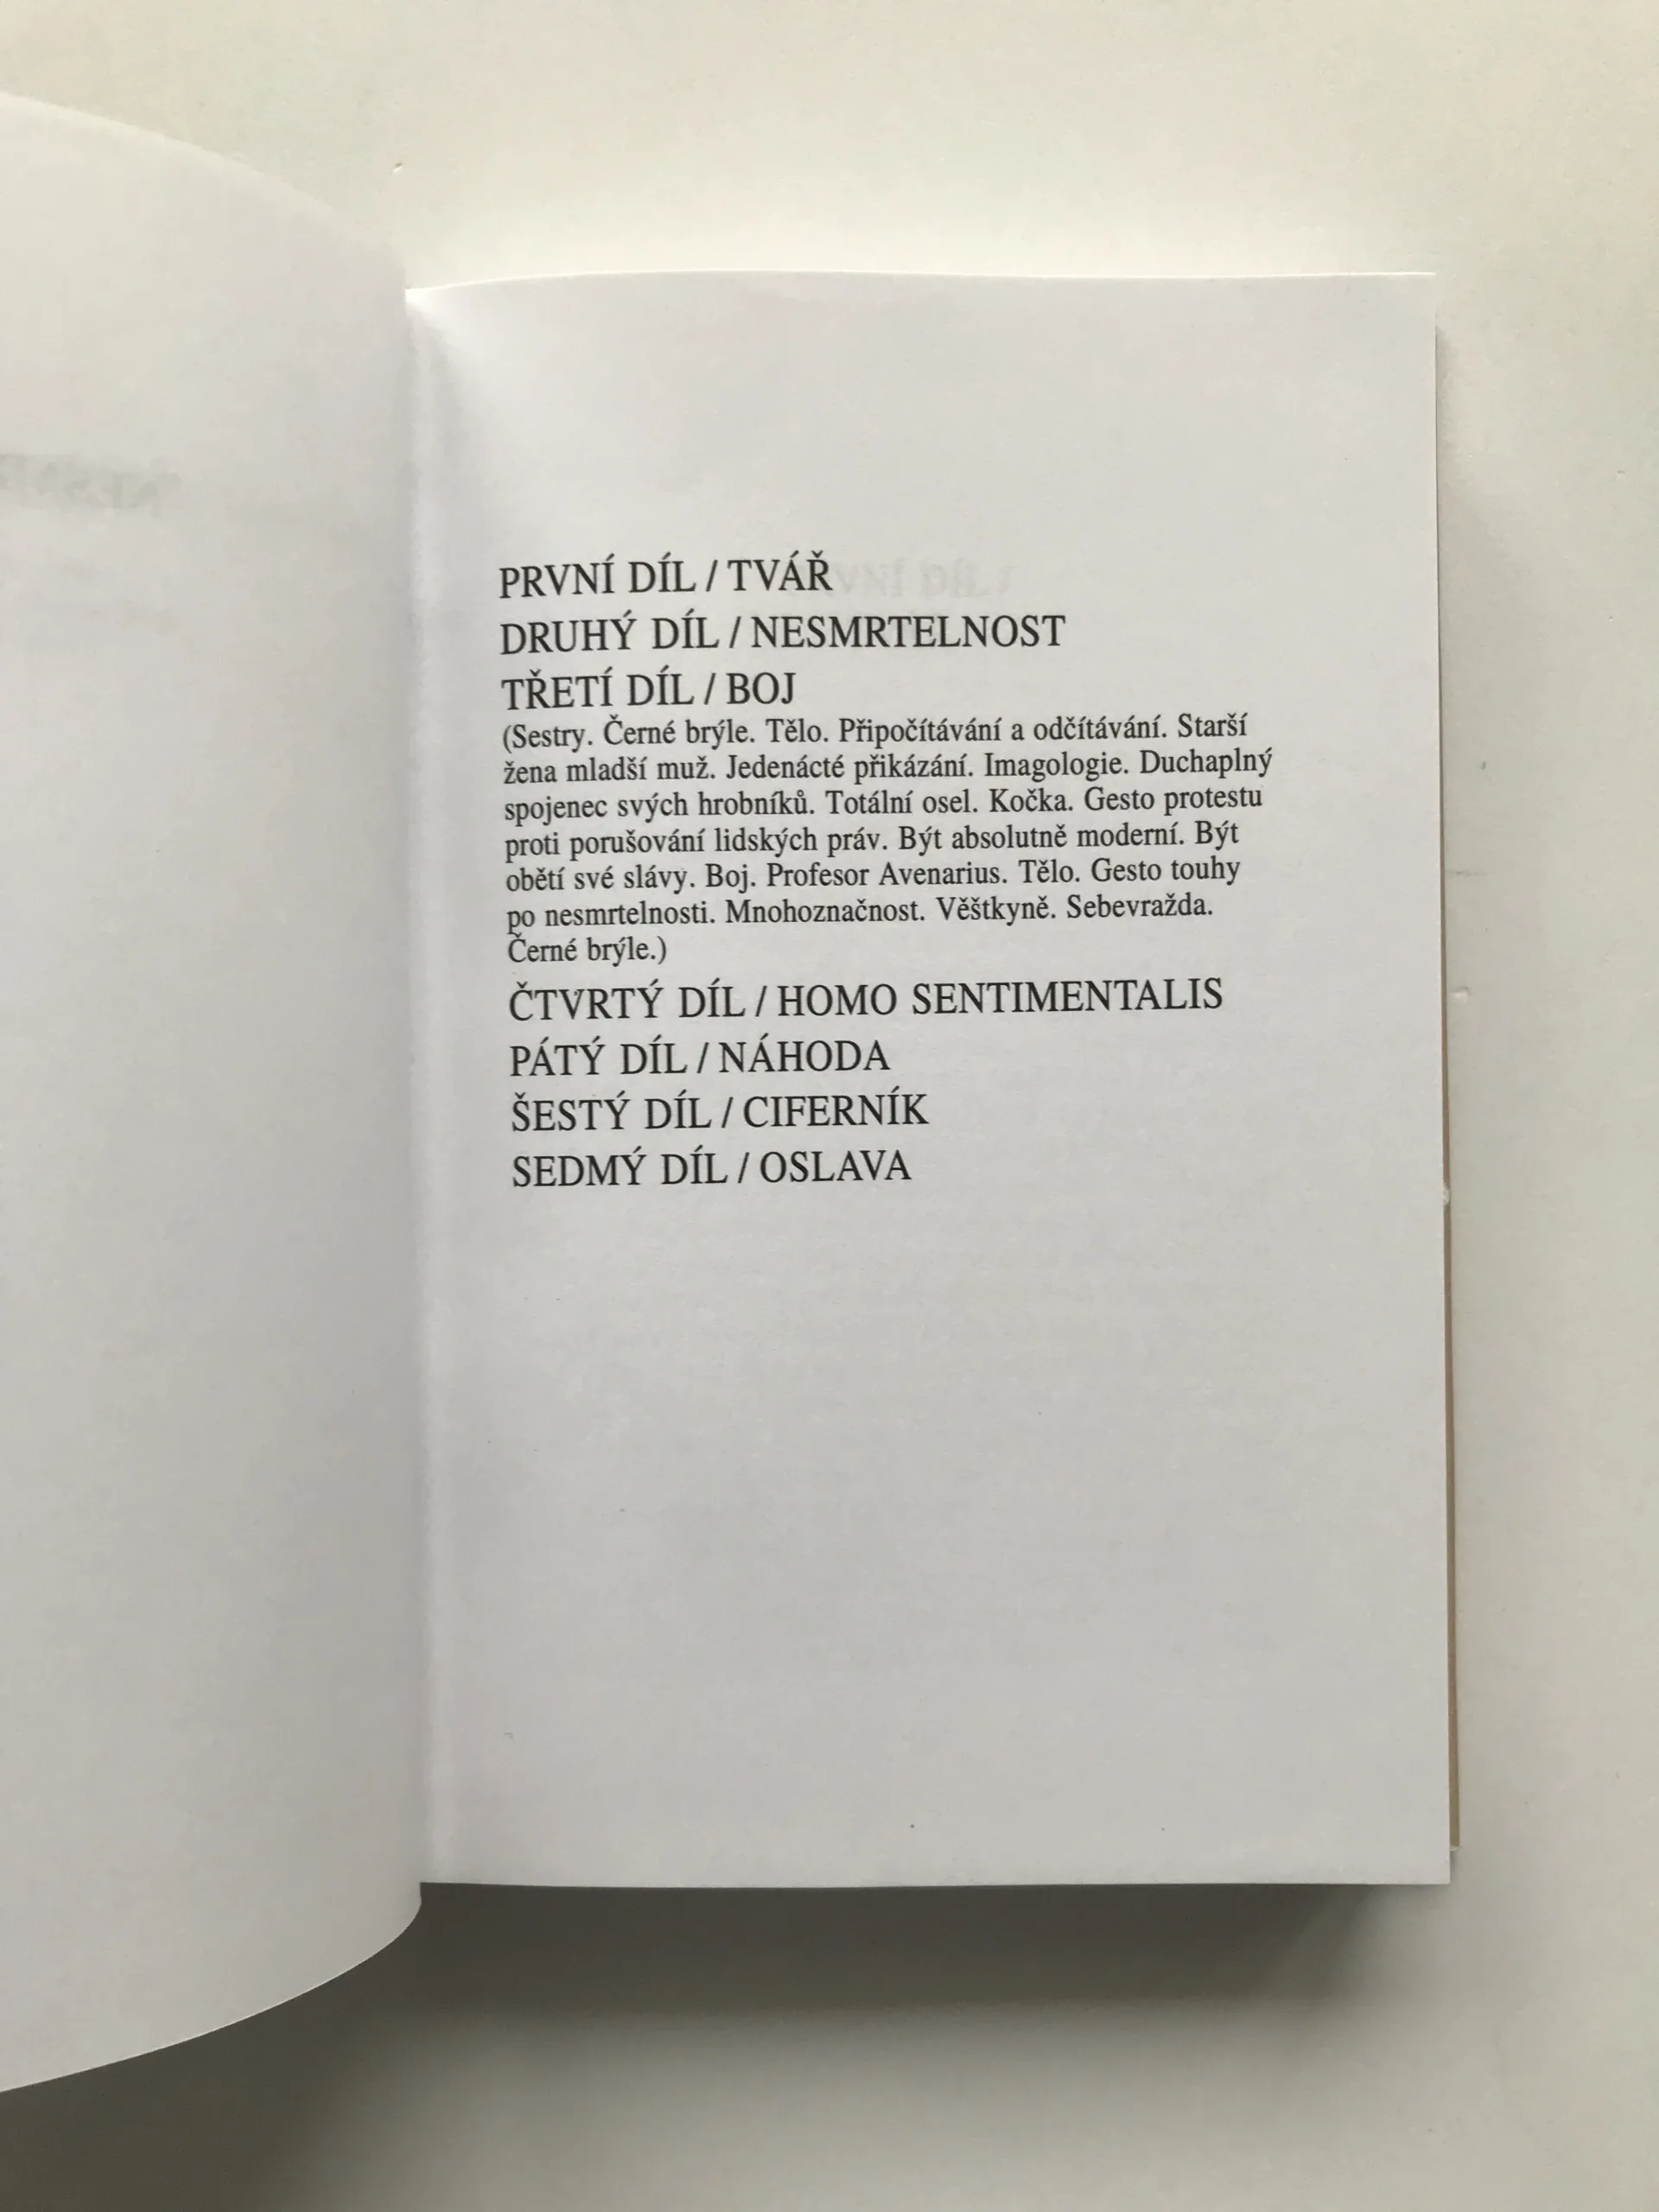 PRVNÍ DÍL / TVÁŘ
DRUHÝ DÍL / NESMRTELNOST
TŘETÍ DÍL / BOJ
(Sestry. Černé brýle. Tělo. Připočítávání a odčítávání. Starší
žena mladší muž. Jedenácté přikázání. Imagologie. Duchaplný
spojenec svých hrobníků. Totální osel. Kočka. Gesto protestu
proti porušování lidských práv. Být absolutně moderní. Být
obětí své slávy. Boj. Profesor Avenarius. Tělo. Gesto touhy
po nesmrtelnosti. Mnohoznačnost. Věštkyně. Sebevražda.
Černé brýle.)
ČTVRTÝ DÍL / HOMO SENTIMENTALIS
PÁTÝ DÍL / NÁHODA
ŠESTÝ DÍL / CIFERNÍK
SEDMÝ DÍL / OSLAVA